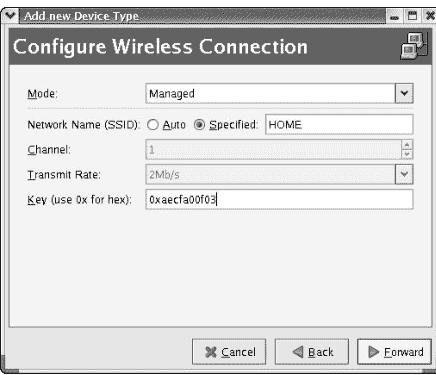 Add new Device Type
Configure Wireless Connection
Mode: Managed
Network Name (SSID): Auto Specified: HOME
Channel: 1
Transmit Rate: 2Mb/s
Key (use 0x for hex): 0xaecfa00f03
Cancel Back Forward